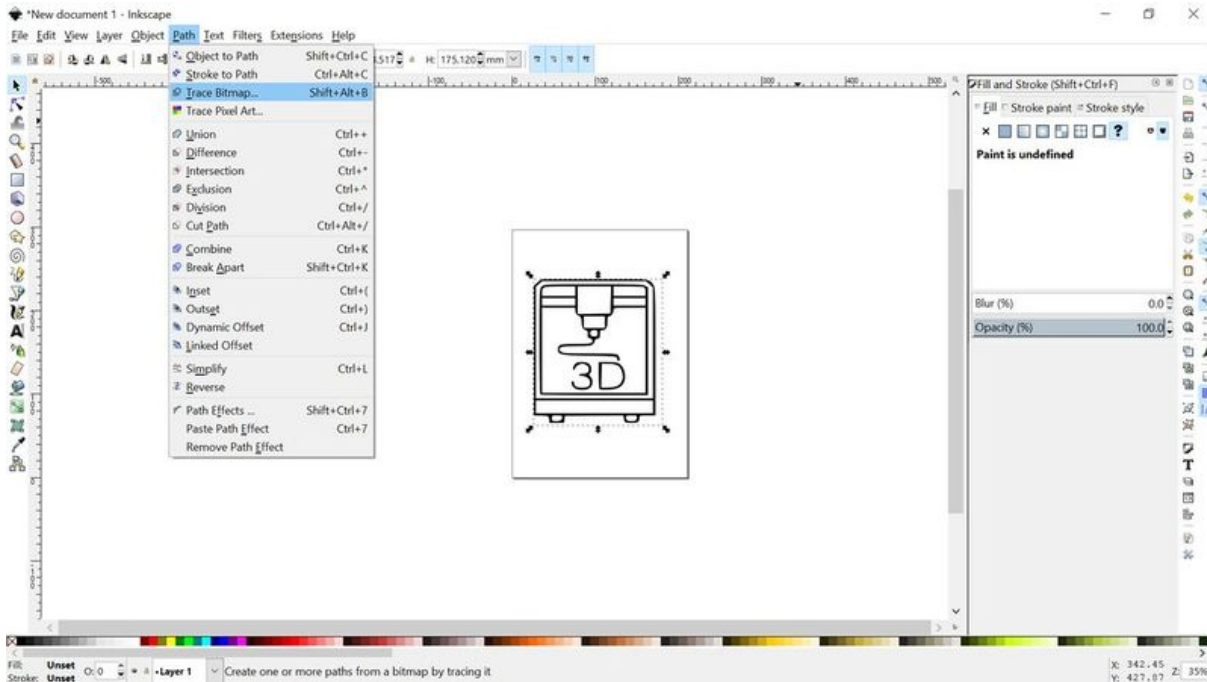 *New document 1 - Inkscape
File Edit View Layer Object Path Text Filters Extensions Help
H: 175.120 mm
Object to Path Shift+Ctrl+C
Stroke to Path Ctrl+Alt+C
Trace Bitmap... Shift+Alt+B
Trace Pixel Art...
Union Ctrl++
Difference Ctrl+-
Intersection Ctrl+*
Exclusion Ctrl+^
Division Ctrl+/
Cut Path Ctrl+Alt+/
Combine Ctrl+K
Break Apart Shift+Ctrl+K
Inset Ctrl+(
Outset Ctrl+)
Dynamic Offset Ctrl+J
Linked Offset
Simplify Ctrl+L
Reverse
Path Effects ... Shift+Ctrl+7
Paste Path Effect Ctrl+7
Remove Path Effect
3D
Fill and Stroke (Shift+Ctrl+F)
Fill Stroke paint Stroke style
Paint is undefined
Blur (%) 0.0
Opacity (%) 100.0
Fill: Unset
Stroke: Unset
O: 0
Layer 1
Create one or more paths from a bitmap by tracing it
X: 342.45
Y: 427.07
Z: 35%